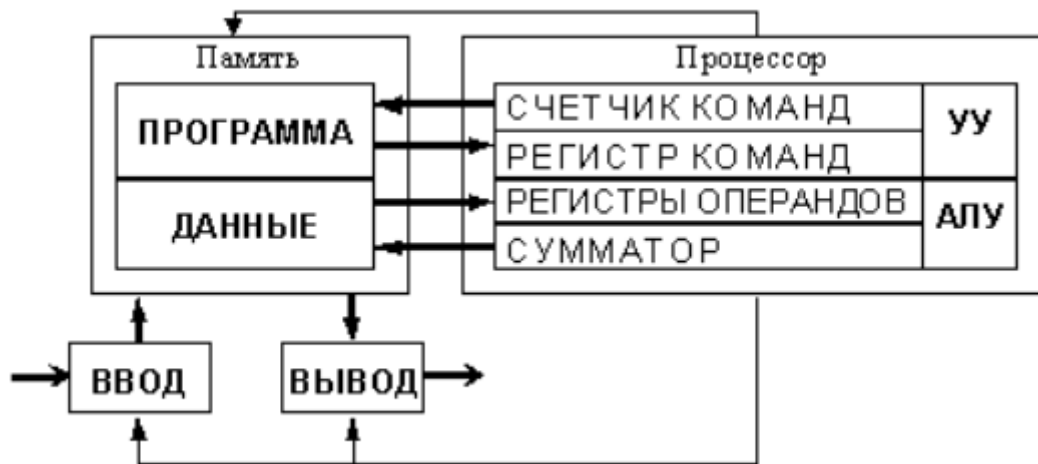 Память
Процессор
ПРОГРАММА
ДАННЫЕ
СЧЕТЧИК КОМАНД
РЕГИСТР КОМАНД
УУ
РЕГИСТРЫ ОПЕРАНДОВ
СУММАТОР
АЛУ
ВВОД
ВЫВОД